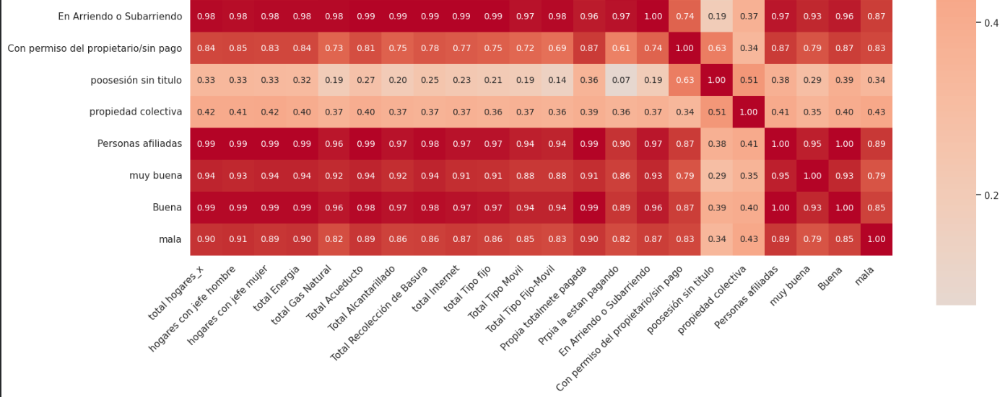 En Arriendo o Subarriendo 0.98 0.98 0.98 0.98 0.98 0.99 0.99 0.99 0.99 0.99 0.97 0.98 0.96 0.97 1.00 0.74 0.19 0.37 0.97 0.93 0.96 0.87
0.4
Con permiso del propietario/sin pago 0.84 0.85 0.83 0.84 0.73 0.81 0.75 0.78 0.77 0.75 0.72 0.69 0.87 0.61 0.74 1.00 0.63 0.34 0.87 0.79 0.87 0.83
poosesión sin titulo 0.33 0.33 0.33 0.32 0.19 0.27 0.20 0.25 0.23 0.21 0.19 0.14 0.36 0.07 0.19 0.63 1.00 0.51 0.38 0.29 0.39 0.34
propiedad colectiva 0.42 0.41 0.42 0.40 0.37 0.40 0.37 0.37 0.37 0.36 0.37 0.36 0.39 0.36 0.37 0.34 0.51 1.00 0.41 0.35 0.40 0.43
Personas afiliadas 0.99 0.99 0.99 0.99 0.96 0.99 0.97 0.98 0.97 0.97 0.94 0.94 0.99 0.90 0.97 0.87 0.38 0.41 1.00 0.95 1.00 0.89
muy buena 0.94 0.93 0.94 0.94 0.92 0.94 0.92 0.94 0.91 0.91 0.88 0.88 0.91 0.86 0.93 0.79 0.29 0.35 0.95 1.00 0.93 0.79
0.2
Buena 0.99 0.99 0.99 0.99 0.96 0.98 0.97 0.98 0.97 0.97 0.94 0.94 0.99 0.89 0.96 0.87 0.39 0.40 1.00 0.93 1.00 0.85
mala 0.90 0.91 0.89 0.90 0.82 0.89 0.86 0.86 0.87 0.86 0.85 0.83 0.90 0.82 0.87 0.83 0.34 0.43 0.89 0.79 0.85 1.00
total hogares_x
hogares con jefe hombre
hogares con jefe mujer
total Energia
total Gas Natural
Total Acueducto
Total Alcantarillado
Total Recolección de Basura
total Internet
total Tipo fijo
Total Tipo Movil
Total Tipo Fijo-Movil
Propia totalmete pagada
Prpia la estan pagando
En Arriendo o Subarriendo
Con permiso del propietario/sin pago
poosesión sin titulo
propiedad colectiva
Personas afiliadas
muy buena
Buena
mala